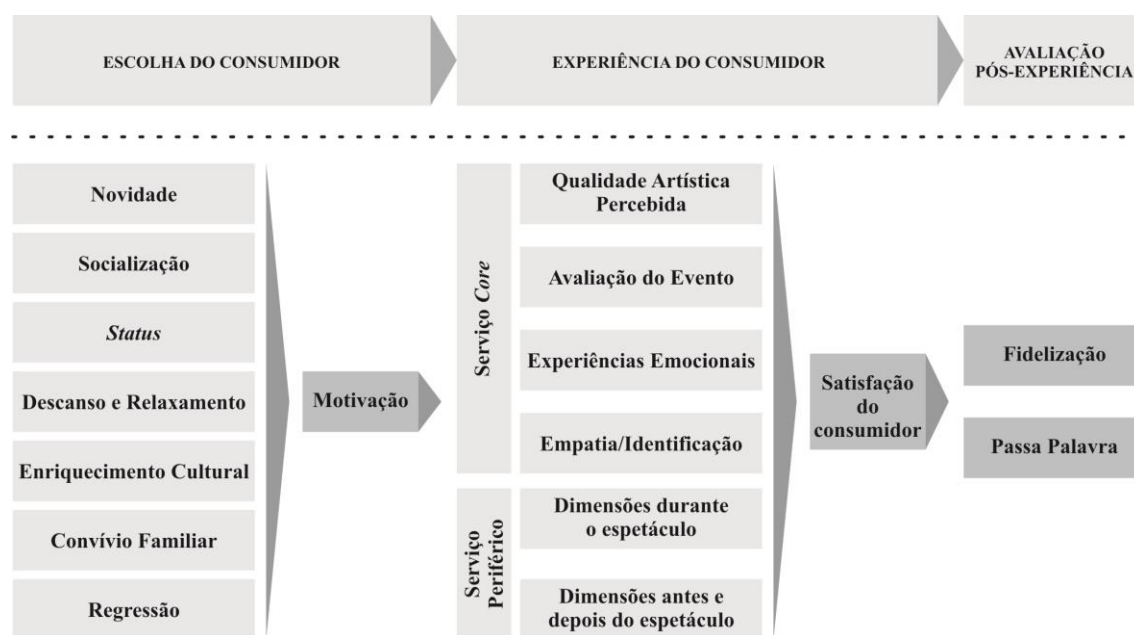 ESCOLHA DO CONSUMIDOR
EXPERIÊNCIA DO CONSUMIDOR
AVALIAÇÃO
PÓS-EXPERIÊNCIA
Novidade
Socialização
Status
Descanso e Relaxamento
Enriquecimento Cultural
Convívio Familiar
Regressão
Motivação
Serviço Core
Qualidade Artística
Percebida
Avaliação do Evento
Experiências Emocionais
Empatia/Identificação
Serviço
Periférico
Dimensões durante
o espetáculo
Dimensões antes e
depois do espetáculo
Satisfação
do
consumidor
Fidelização
Passa Palavra